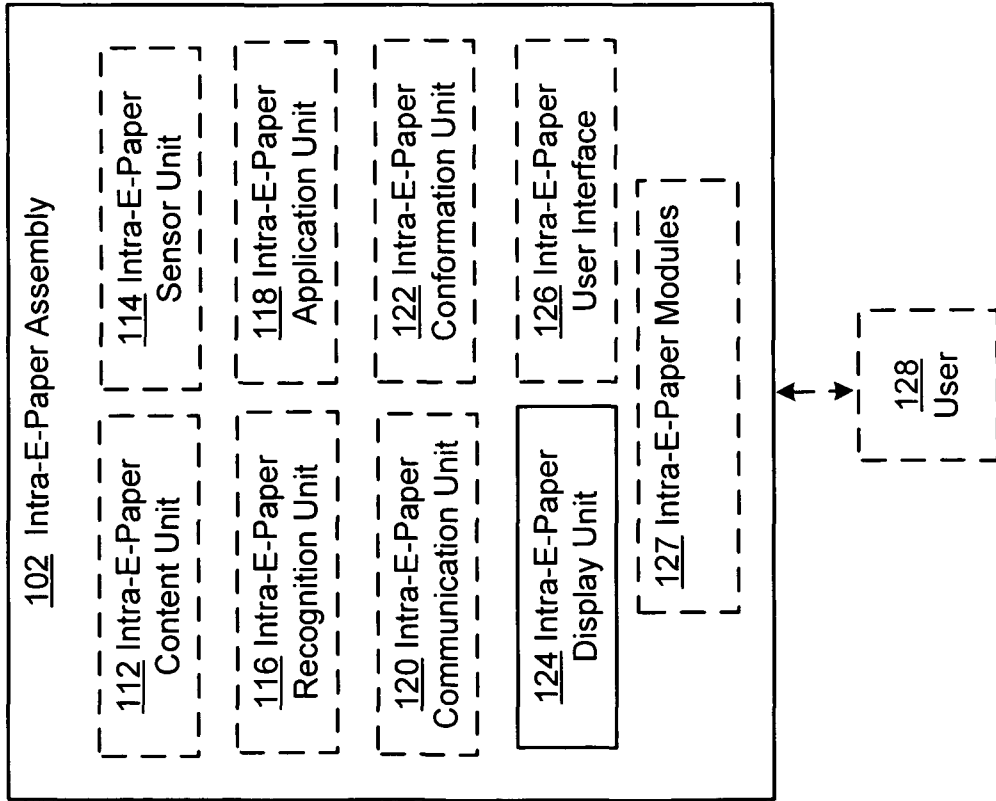 102 Intra-E-Paper Assembly
112 Intra-E-Paper
Content Unit
114 Intra-E-Paper
Sensor Unit
116 Intra-E-Paper
Recognition Unit
118 Intra-E-Paper
Application Unit
120 Intra-E-Paper
Communication Unit
122 Intra-E-Paper
Conformation Unit
124 Intra-E-Paper
Display Unit
126 Intra-E-Paper
User Interface
127 Intra-E-Paper Modules
128
User